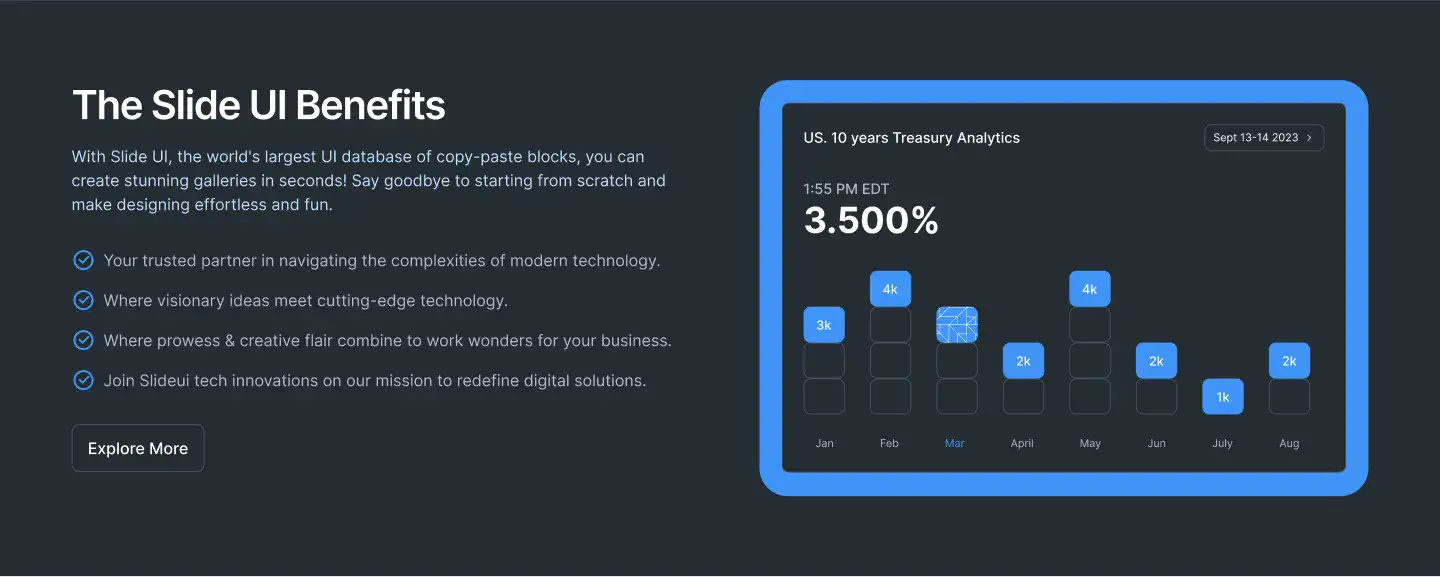 The Slide UI Benefits
With Slide UI, the world's largest UI database of copy-paste blocks, you can
create stunning galleries in seconds! Say goodbye to starting from scratch and
make designing effortless and fun.
Your trusted partner in navigating the complexities of modern technology.
Where visionary ideas meet cutting-edge technology.
Where prowess & creative flair combine to work wonders for your business.
Join Slideui tech innovations on our mission to redefine digital solutions.
Explore More
US. 10 years Treasury Analytics
Sept 13-14 2023
1:55 PM EDT
3.500%
4k 4k
3k
2k 2k 2k
1k
Jan Feb Mar April May Jun July Aug